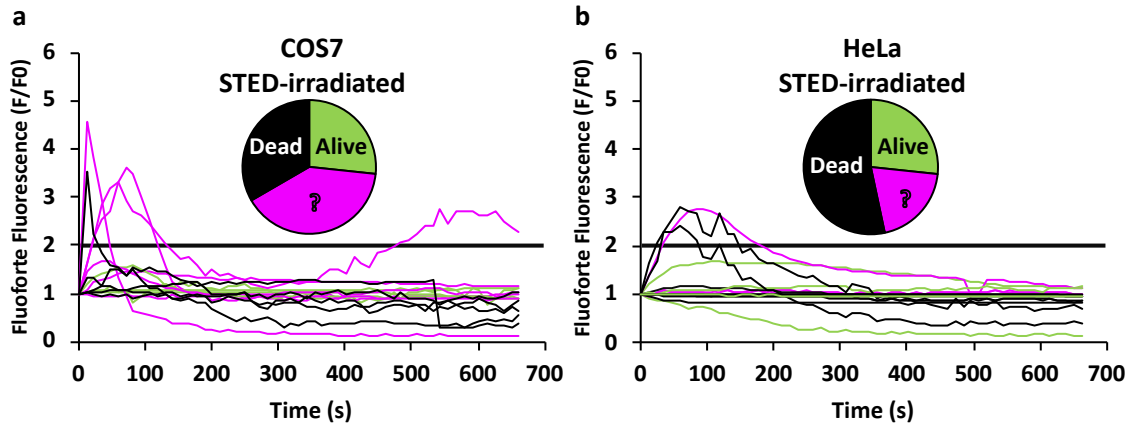 a
COS7
STED-irradiated
Fluoforte Fluorescence (F/F0)
6
5
4
3
2
1
0
Dead
Alive
?
0 100 200 300 400 500 600 700
Time (s)
b
HeLa
STED-irradiated
Fluoforte Fluorescence (F/F0)
6
5
4
3
2
1
0
Dead
Alive
?
0 100 200 300 400 500 600 700
Time (s)